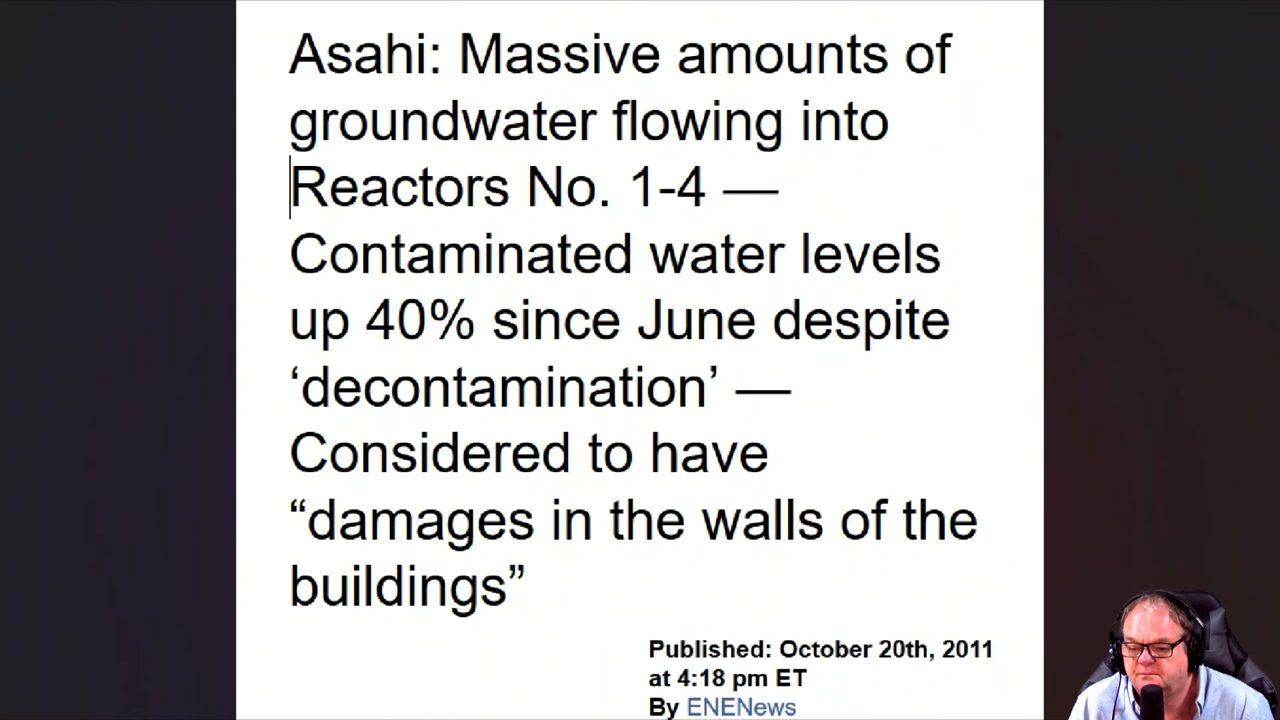 Asahi: Massive amounts of
groundwater flowing into
Reactors No. 1-4 —
Contaminated water levels
up 40% since June despite
‘decontamination’ —
Considered to have
“damages in the walls of the
buildings”
Published: October 20th, 2011
at 4:18 pm ET
By ENENews